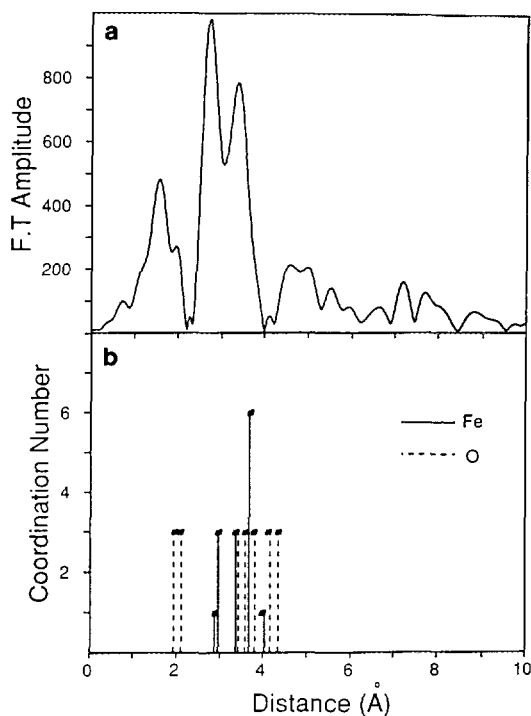 a
F.T Amplitude
800
600
400
200
b
Coordination Number
6
4
2
Fe
O
0 2 4 6 8 10
Distance (Å)